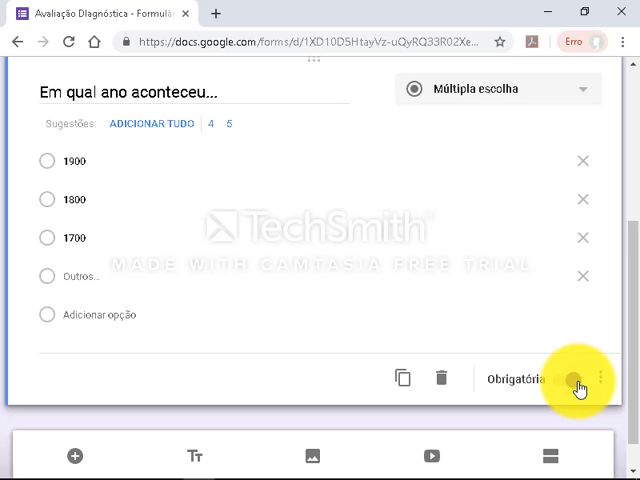 Avaliação DIagnóstica - Formulár
https://docs.google.com/forms/d/1XD10D5HtayVz-uQyRQ33R02Xe...
Erro
Em qual ano aconteceu...
Múltipla escolha
Sugestões: ADICIONAR TUDO 4 5
1900
1800
1700
TechSmith
MADE WITH CAMTASIA FREE TRIAL
Outros...
Adicionar opção
Obrigatória
Tт